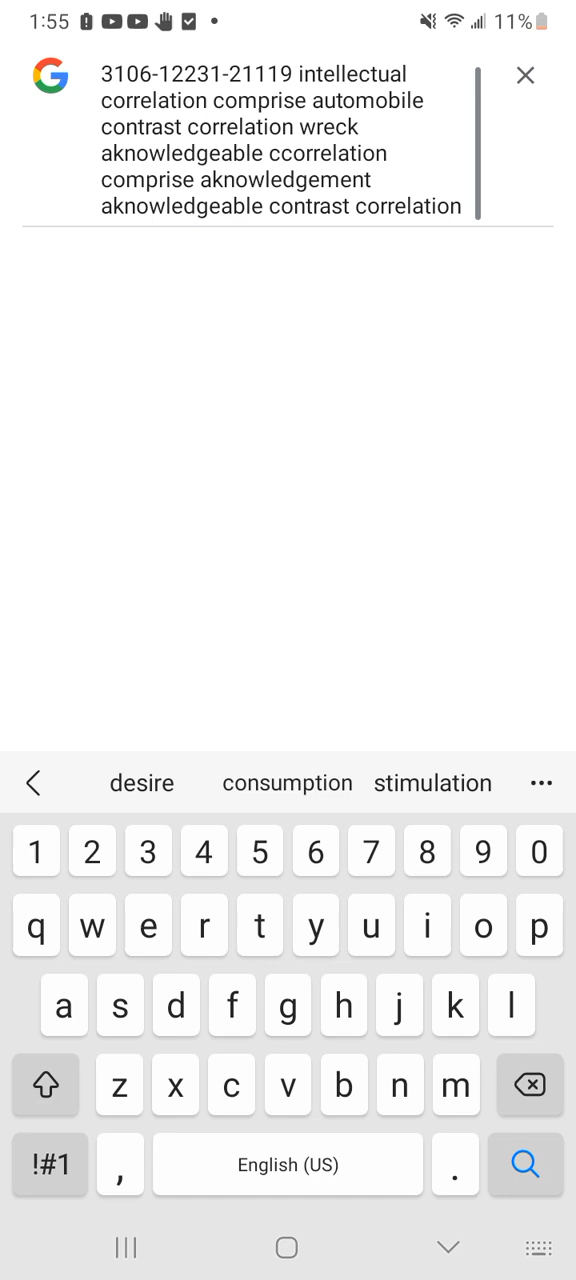 1:55
11%
3106-12231-21119 intellectual
correlation comprise automobile
contrast correlation wreck
aknowledgeable ccorrelation
comprise aknowledgement
aknowledgeable contrast correlation
desire consumption stimulation
1 2 3 4 5 6 7 8 9 0
q w e r t y u i o p
a s d f g h j k l
z x c v b n m
!#1 , English (US) .